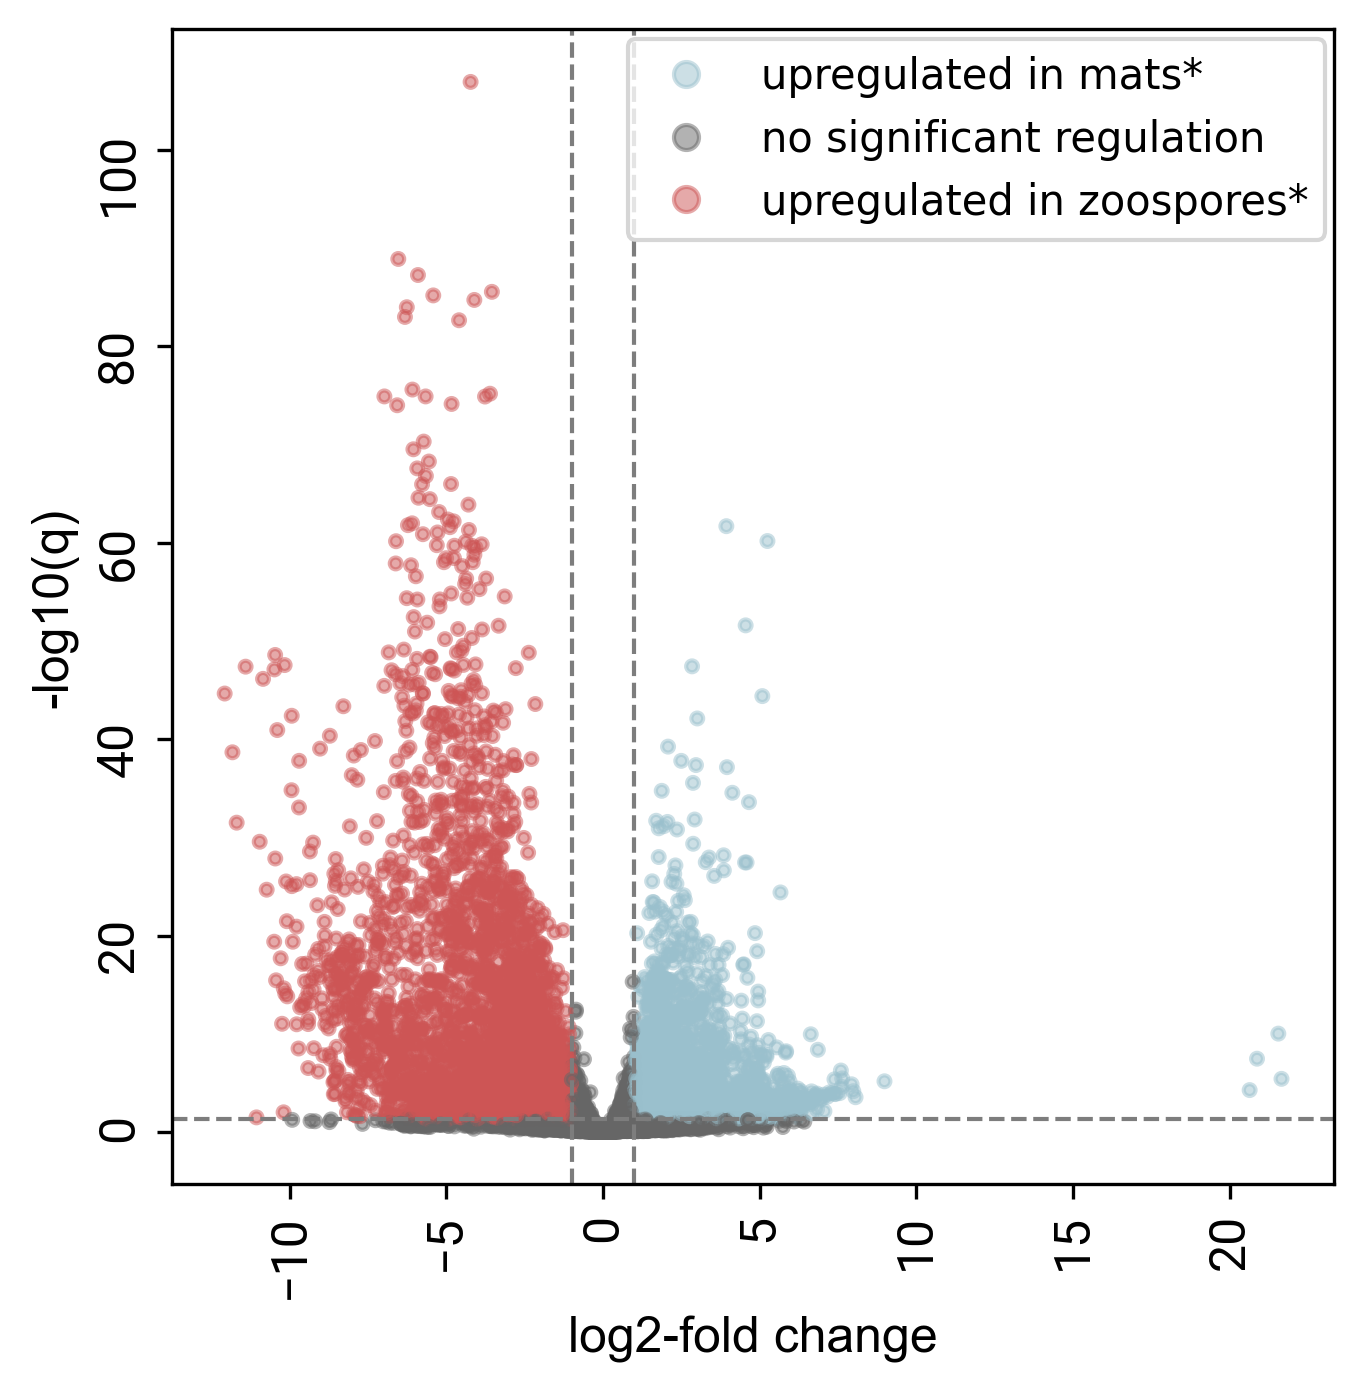 upregulated in mats*
no significant regulation
upregulated in zoospores*
-log10(q)
100
80
60
40
20
0
−10
−5
0
5
10
15
20
log2-fold change